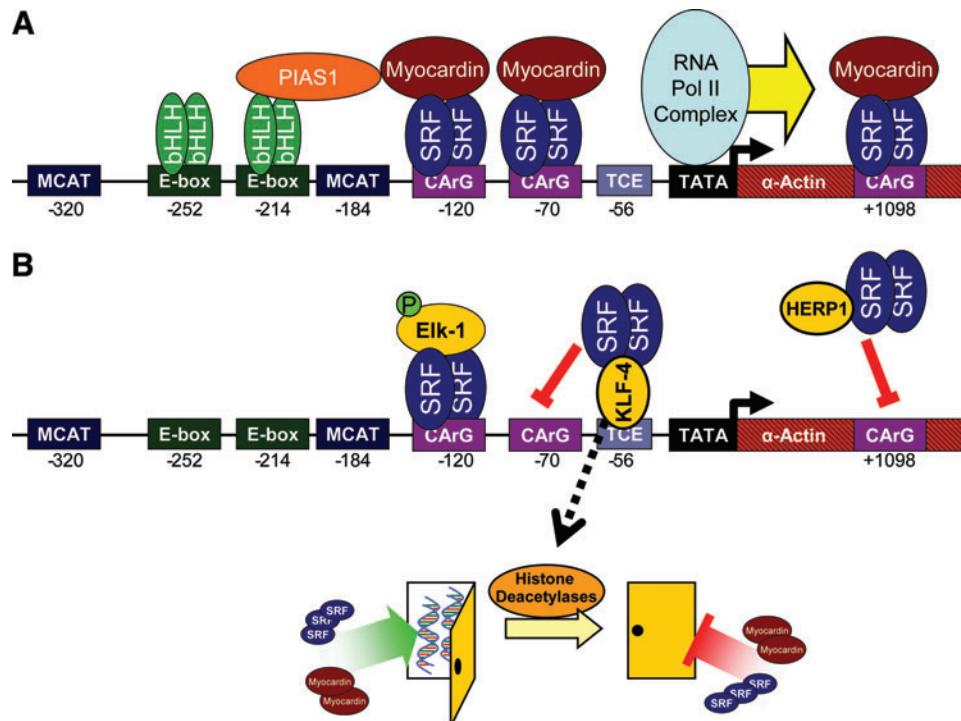 A
PIAS1
Myocardin
Myocardin
RNA
Pol II
Complex
Myocardin
bHLH
bHLH
bHLH
bHLH
SRF
SRF
SRF
SRF
SRF
SRF
MCAT
E-box
E-box
MCAT
CArG
CArG
TCE
TATA
α-Actin
CArG
-320
-252
-214
-184
-120
-70
-56
+1098
B
P
Elk-1
SRF
SRF
SRF
SRF
KLF-4
HERP1
SRF
SRF
MCAT
E-box
E-box
MCAT
CArG
CArG
TCE
TATA
α-Actin
CArG
-320
-252
-214
-184
-120
-70
-56
+1098
Histone
Deacetylases
SRF
SRF
SRF
Myocardin
Myocardin
Myocardin
Myocardin
SRF
SRF
SRF